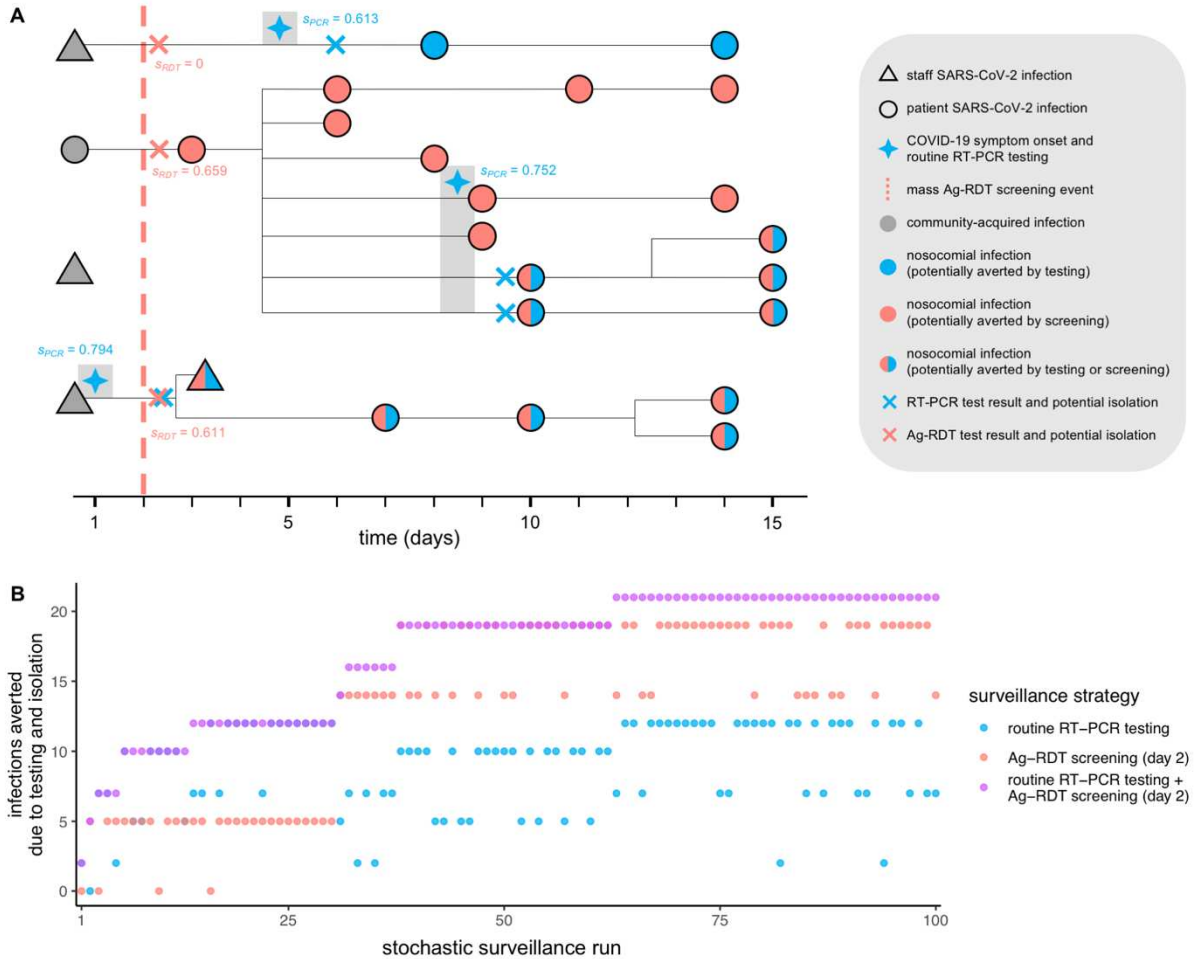 A
sPCR = 0.613
sRDT = 0
sRDT = 0.659
sPCR = 0.752
sPCR = 0.794
sRDT = 0.611
1
5
10
15
time (days)
staff SARS-CoV-2 infection
patient SARS-CoV-2 infection
COVID-19 symptom onset and
routine RT-PCR testing
mass Ag-RDT screening event
community-acquired infection
nosocomial infection
(potentially averted by testing)
nosocomial infection
(potentially averted by screening)
nosocomial infection
(potentially averted by testing or screening)
RT-PCR test result and potential isolation
Ag-RDT test result and potential isolation
B
infections averted
due to testing and isolation
20
15
10
5
0
1
25
50
75
100
stochastic surveillance run
surveillance strategy
routine RT−PCR testing
Ag−RDT screening (day 2)
routine RT−PCR testing +
Ag−RDT screening (day 2)